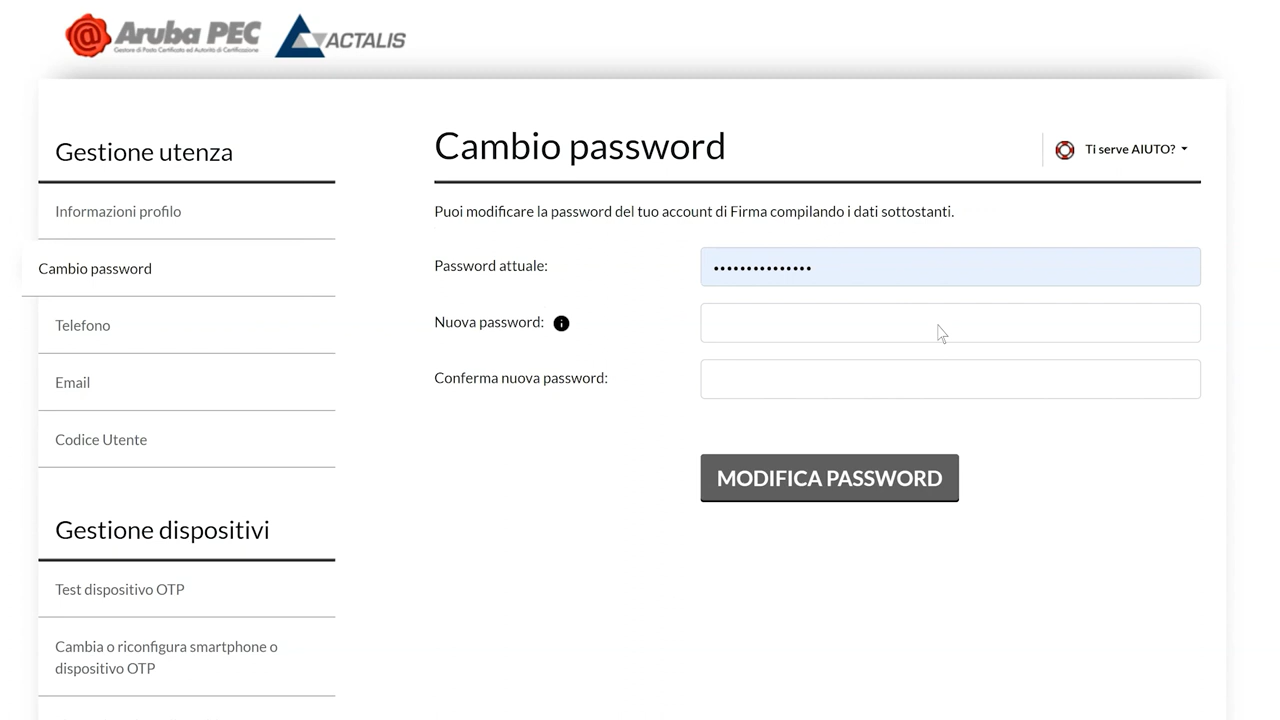 Aruba PEC
Gestore di Posta Certificata ed Autorità di Certificazione
ACTALIS
Gestione utenza
Informazioni profilo
Cambio password
Telefono
Email
Codice Utente
Gestione dispositivi
Test dispositivo OTP
Cambia o riconfigura smartphone o
dispositivo OTP
Cambio password
Ti serve AIUTO?
Puoi modificare la password del tuo account di Firma compilando i dati sottostanti.
Password attuale:
•••••••••••••••
Nuova password:
Conferma nuova password:
MODIFICA PASSWORD